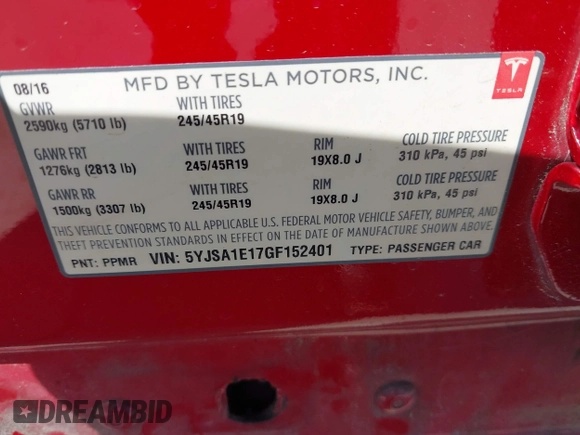 08/16 MFD BY TESLA MOTORS, INC. TESLA
GVWR WITH TIRES
2590kg (5710 lb) 245/45R19
GAWR FRT WITH TIRES RIM COLD TIRE PRESSURE
1276kg (2813 lb) 245/45R19 19X8.0 J 310 kPa, 45 psi
GAWR RR WITH TIRES RIM COLD TIRE PRESSURE
1500kg (3307 lb) 245/45R19 19X8.0 J 310 kPa, 45 psi
THIS VEHICLE CONFORMS TO ALL APPLICABLE U.S. FEDERAL MOTOR VEHICLE SAFETY, BUMPER, AND
THEFT PREVENTION STANDARDS IN EFFECT ON THE DATE OF MANUFACTURE SHOWN ABOVE.
PNT: PPMR VIN: 5YJSA1E17GF152401 TYPE: PASSENGER CAR
DREAMBID